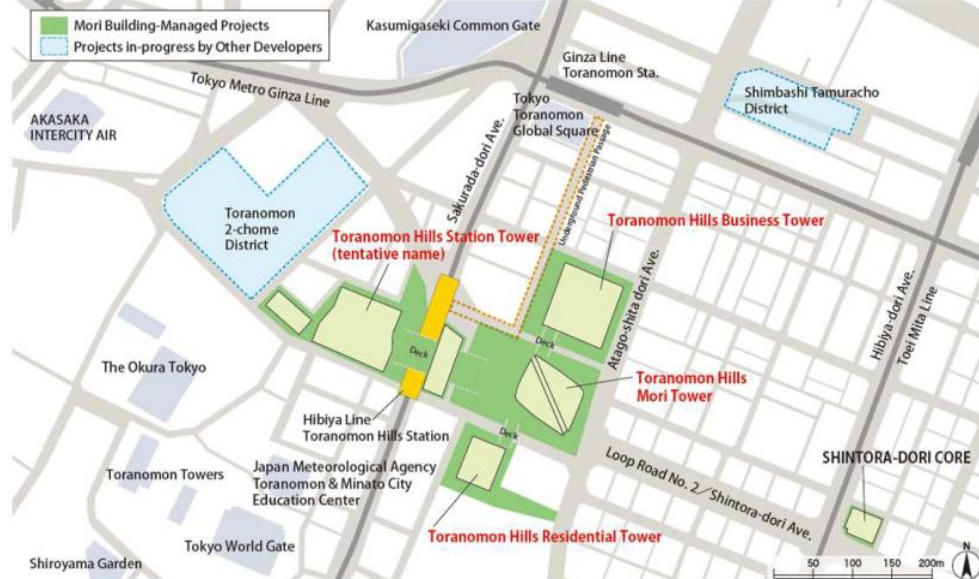 Mori Building-Managed Projects
Projects in-progress by Other Developers
Kasumigaseki Common Gate
Ginza Line
Toranomon Sta.
Tokyo Metro Ginza Line
Shimbashi Tamuracho
District
Tokyo
Toranomon
Global Square
AKASAKA
INTERCITY AIR
Sakurada-dori Ave.
Underground Pedestrian Passage
Toranomon
2-chome
District
Toranomon Hills Business Tower
Toranomon Hills Station Tower
(tentative name)
Atago-shita dori Ave.
Hibiya-dori Ave.
Toei Mita Line
Deck
Deck
The Okura Tokyo
Toranomon Hills
Mori Tower
Hibiya Line
Toranomon Hills Station
Deck
Loop Road No. 2/Shintora-dori Ave.
SHINTORA-DORI CORE
Toranomon Towers
Japan Meteorological Agency
Toranomon & Minato City
Education Center
Toranomon Hills Residential Tower
Tokyo World Gate
Shiroyama Garden
N
50 100 200m